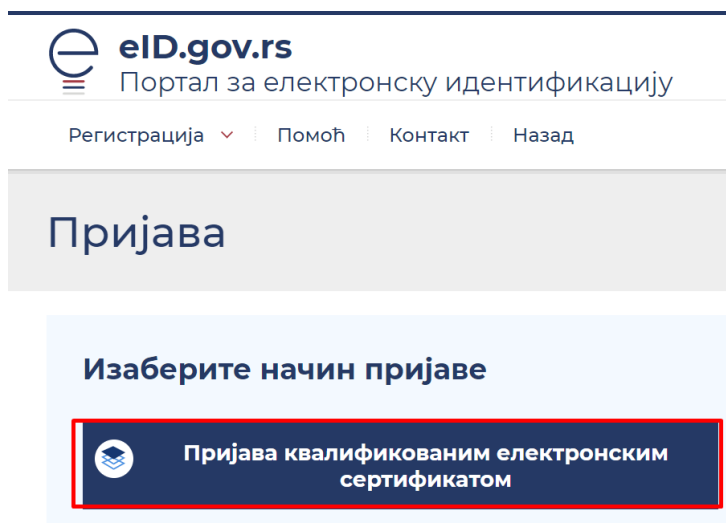 eID.gov.rs
Портал за електронску идентификацију
Регистрација Помоћ Контакт Назад
Пријава
Изаберите начин пријаве
Пријава квалификованим електронским
сертификатом